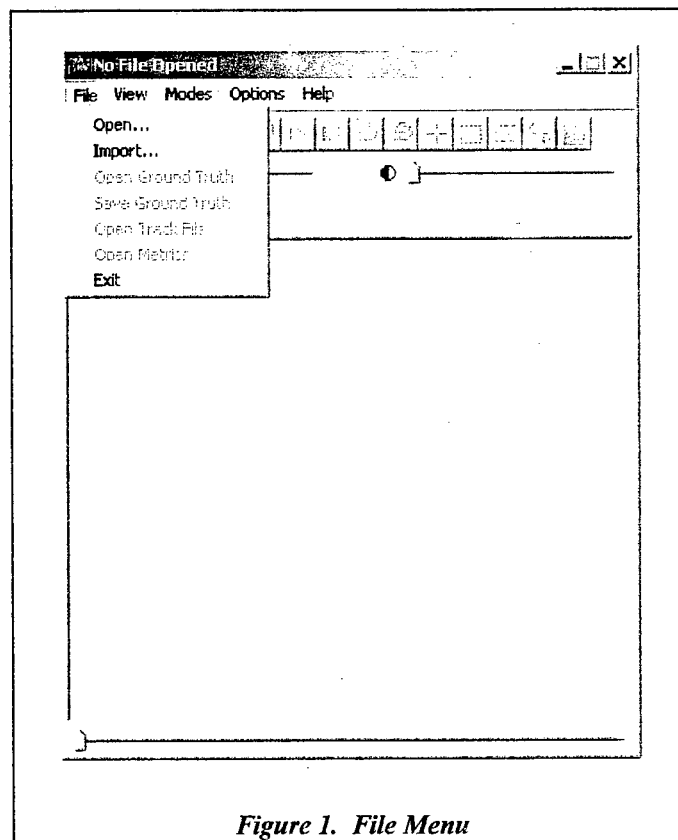 No File Opened
File View Modes Options Help
Open...
Import...
Open Ground Truth
Save Ground Truth
Open Track File
Open Metrics
Exit
Figure 1. File Menu